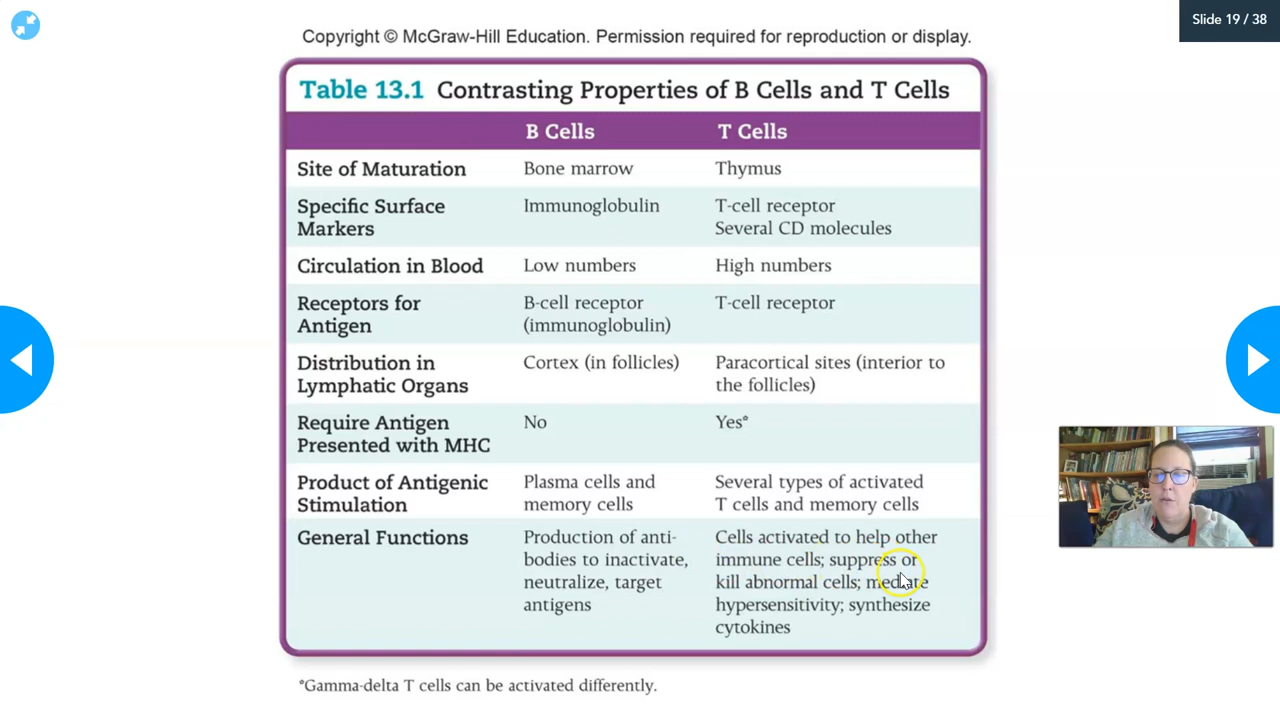 Slide 19 / 38
Copyright © McGraw-Hill Education. Permission required for reproduction or display.
Table 13.1 Contrasting Properties of B Cells and T Cells
B Cells T Cells
Site of Maturation Bone marrow Thymus
Specific Surface Immunoglobulin T-cell receptor
Markers Several CD molecules
Circulation in Blood Low numbers High numbers
Receptors for B-cell receptor T-cell receptor
Antigen (immunoglobulin)
Distribution in Cortex (in follicles) Paracortical sites (interior to
Lymphatic Organs the follicles)
Require Antigen No Yes*
Presented with MHC
Product of Antigenic Plasma cells and Several types of activated
Stimulation memory cells T cells and memory cells
General Functions Production of anti- Cells activated to help other
bodies to inactivate, immune cells; suppress or
neutralize, target kill abnormal cells; mediate
antigens hypersensitivity; synthesize
cytokines
*Gamma-delta T cells can be activated differently.